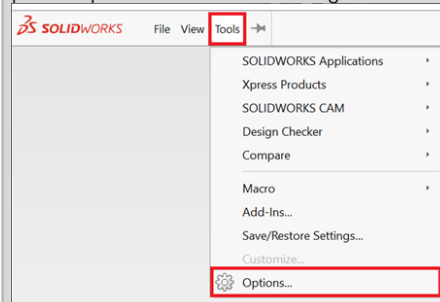 SOLIDWORKS File View Tools
SOLIDWORKS Applications
Xpress Products
SOLIDWORKS CAM
Design Checker
Compare
Macro
Add-Ins...
Save/Restore Settings...
Customize...
Options...